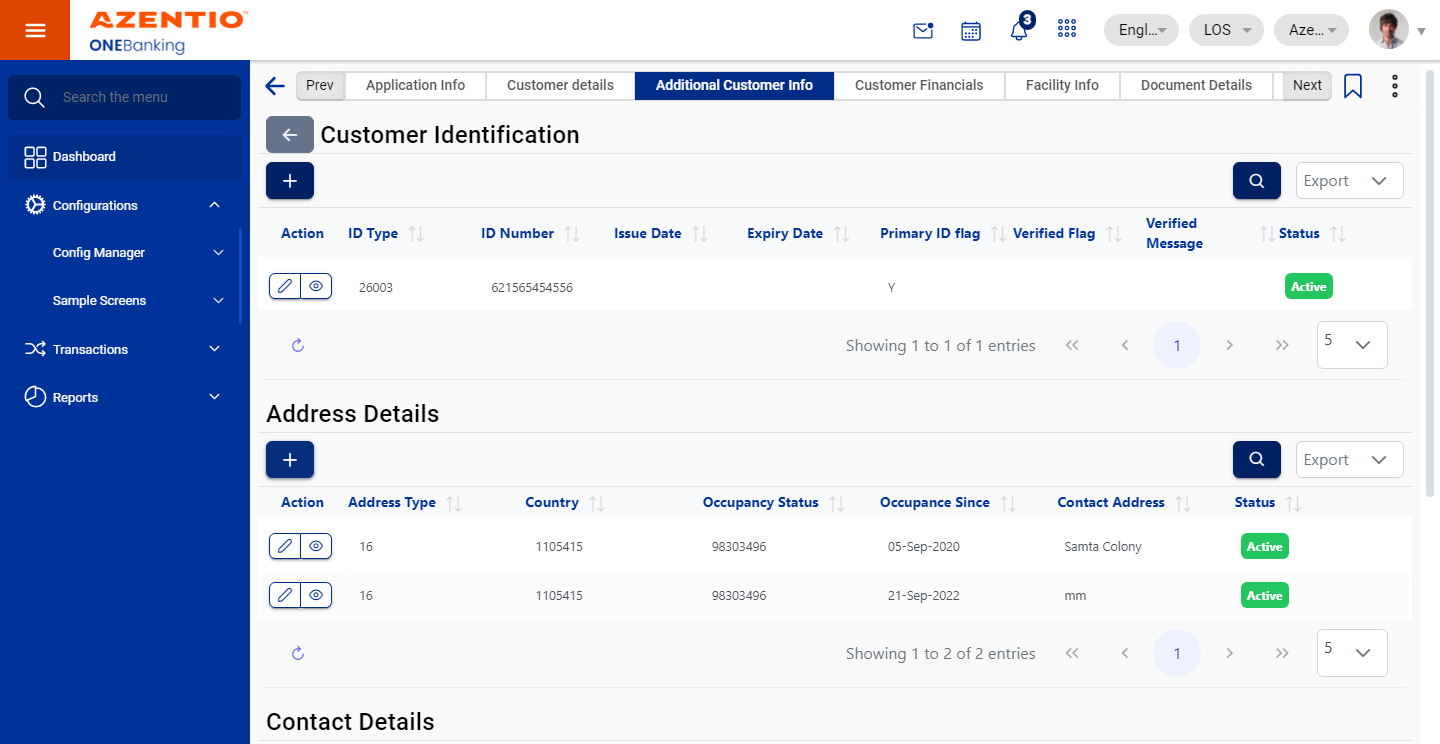 AZENTIO™
ONEBanking
3
Engl...
LOS
Aze...
Search the menu
Dashboard
Configurations
Config Manager
Sample Screens
Transactions
Reports
Prev Application Info Customer details Additional Customer Info Customer Financials Facility Info Document Details Next
Customer Identification
Export
Action ID Type ID Number Issue Date Expiry Date Primary ID flag Verified Flag Verified Message Status
26003 621565454556 Y Active
Showing 1 to 1 of 1 entries 1 5
Address Details
Export
Action Address Type Country Occupancy Status Occupance Since Contact Address Status
16 1105415 98303496 05-Sep-2020 Samta Colony Active
16 1105415 98303496 21-Sep-2022 mm Active
Showing 1 to 2 of 2 entries 1 5
Contact Details